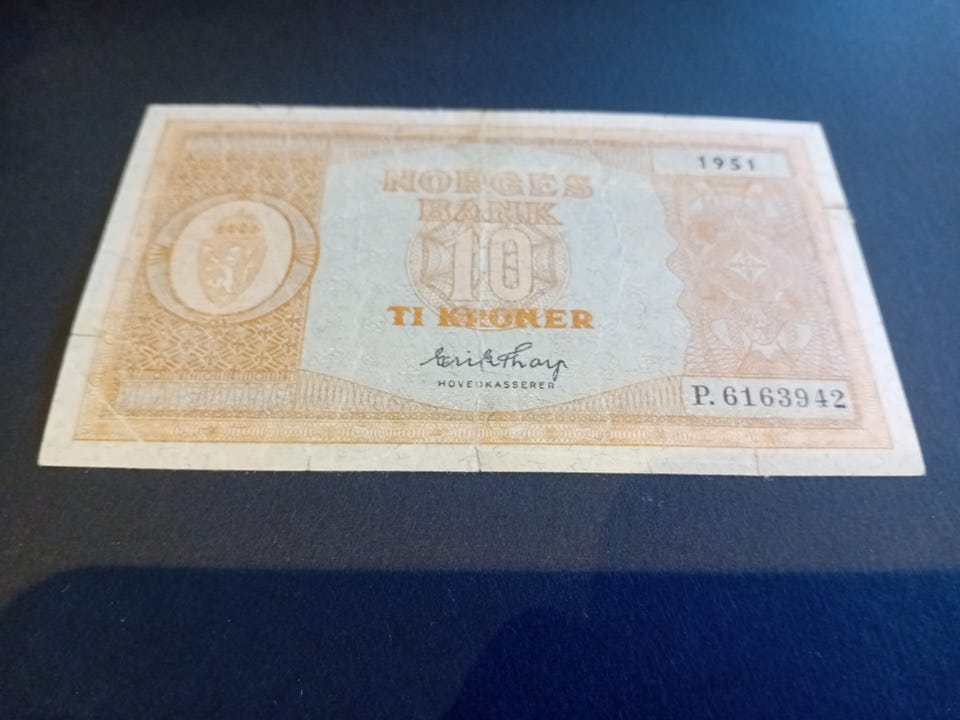 1951
NORGES
BANK
10
TI KRONER
Erik Thorp
HOVEDKASSERER
P. 6163942